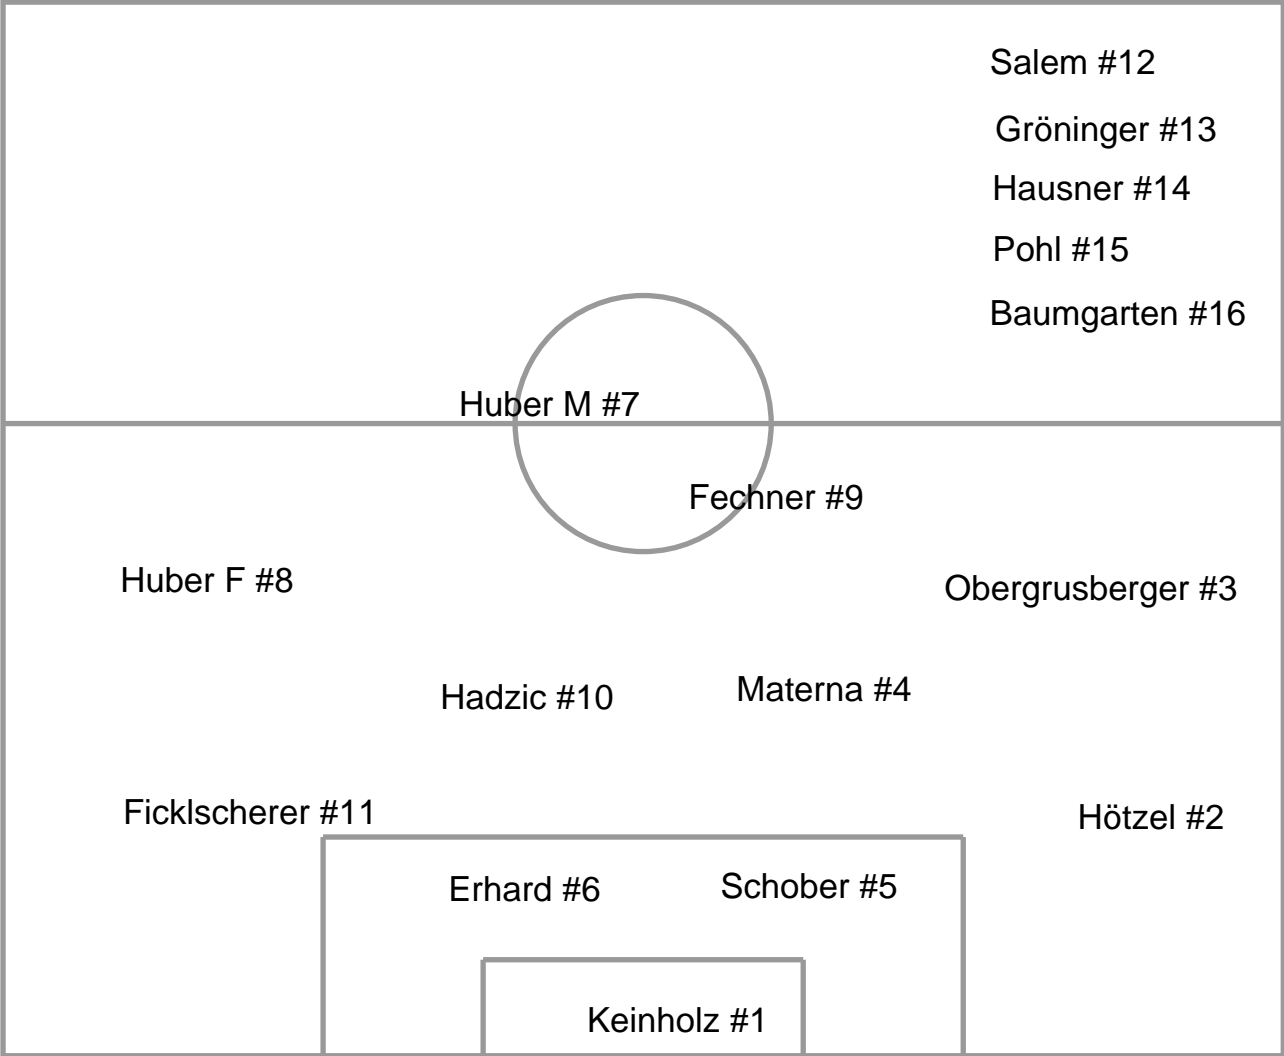 Salem #12
Gröninger #13
Hausner #14
Pohl #15
Baumgarten #16
Huber M #7
Fechner #9
Huber F #8
Obergrusberger #3
Hadzic #10
Materna #4
Ficklscherer #11
Hötzel #2
Erhard #6
Schober #5
Keinholz #1